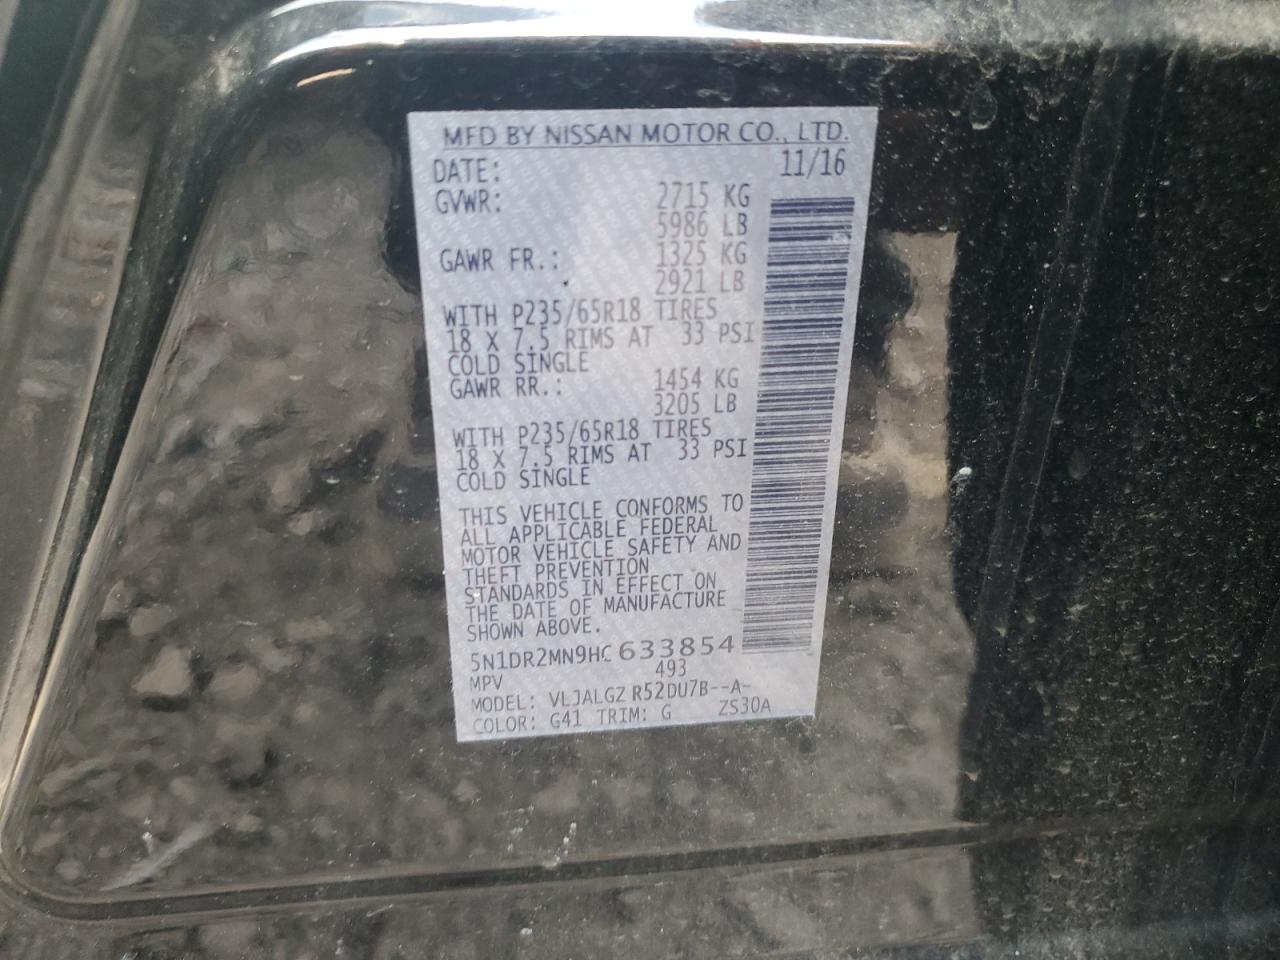 MFD BY NISSAN MOTOR CO., LTD.
DATE: 11/16
GVWR: 2715 KG
5986 LB
GAWR FR.: 1325 KG
2921 LB
WITH P235/65R18 TIRES
18 X 7.5 RIMS AT 33 PSI
COLD SINGLE
GAWR RR.: 1454 KG
3205 LB
WITH P235/65R18 TIRES
18 X 7.5 RIMS AT 33 PSI
COLD SINGLE
THIS VEHICLE CONFORMS TO
ALL APPLICABLE FEDERAL
MOTOR VEHICLE SAFETY AND
THEFT PREVENTION
STANDARDS IN EFFECT ON
THE DATE OF MANUFACTURE
SHOWN ABOVE.
5N1DR2MN9HC633854
MPV 493
MODEL: VLJALGZ R52DU7B--A-
COLOR: G41 TRIM: G ZS30A